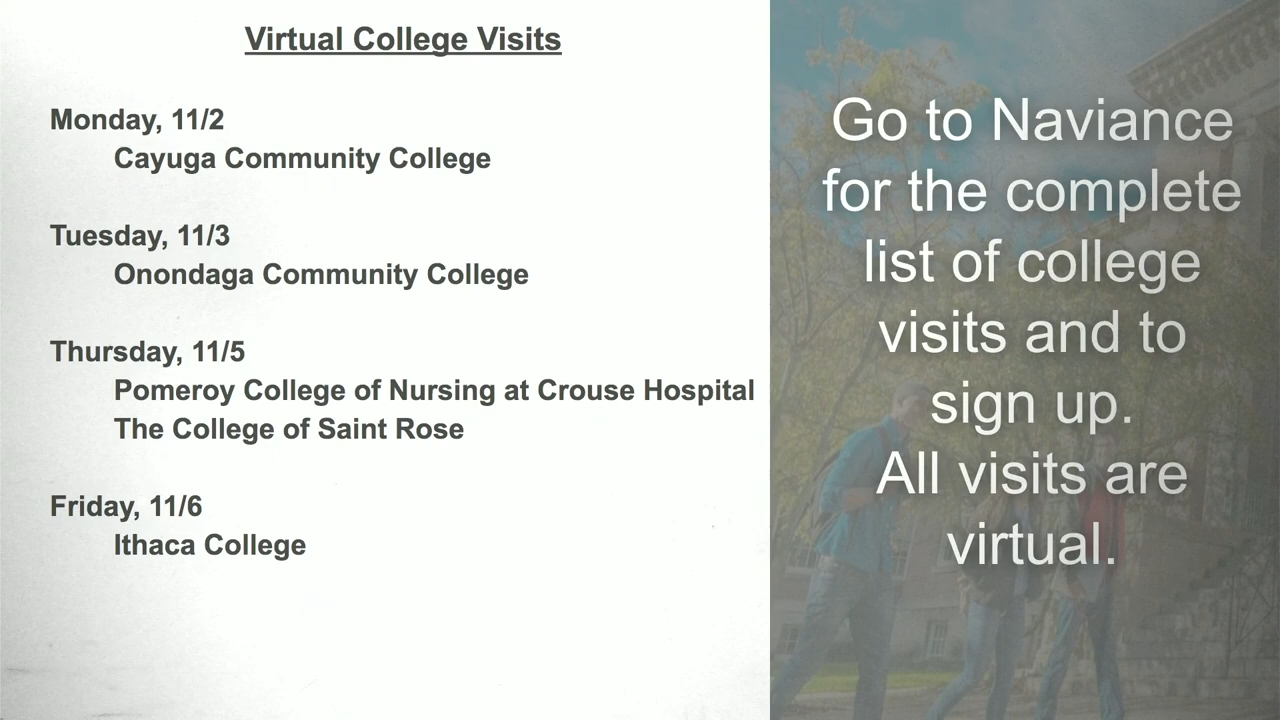 Virtual College Visits
Monday, 11/2
Cayuga Community College
Tuesday, 11/3
Onondaga Community College
Thursday, 11/5
Pomeroy College of Nursing at Crouse Hospital
The College of Saint Rose
Friday, 11/6
Ithaca College
Go to Naviance
for the complete
list of college
visits and to
sign up.
All visits are
virtual.